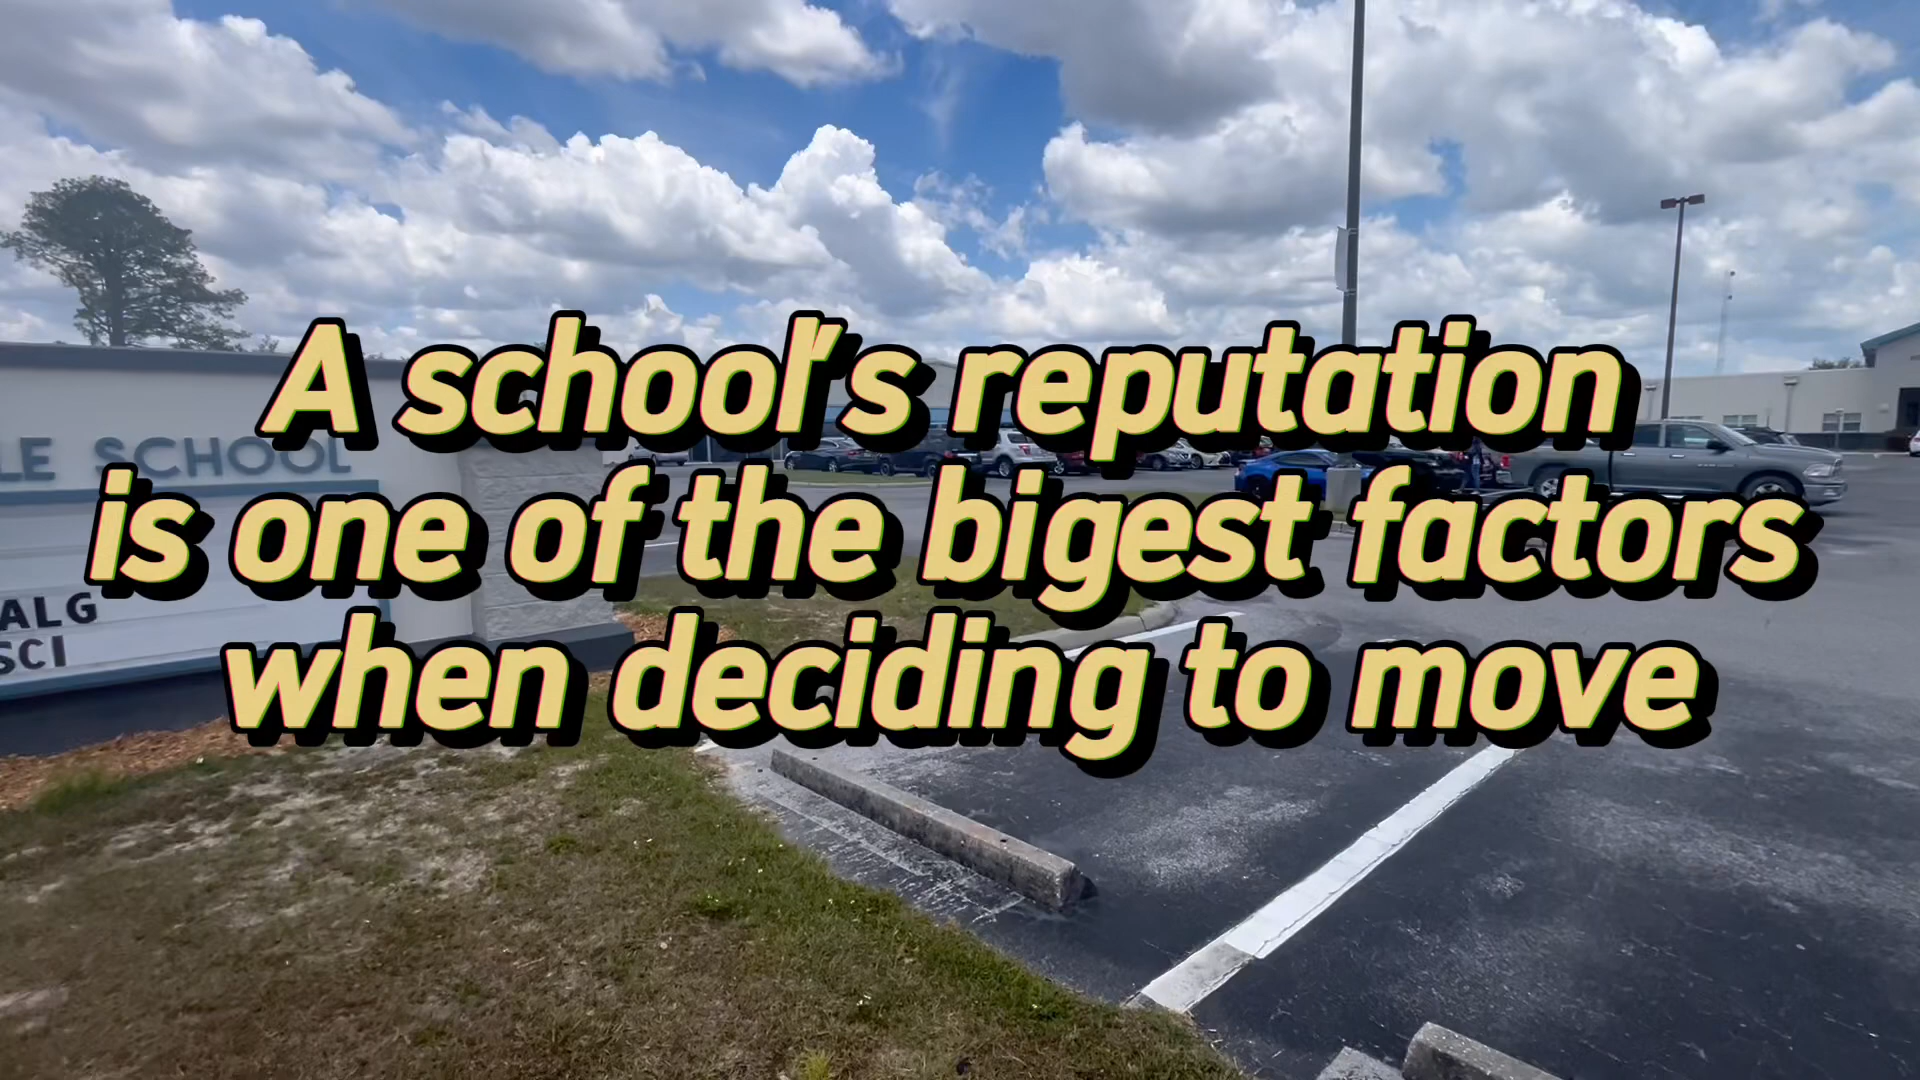 A school's reputation
is one of the bigest factors
when deciding to move
LE SCHOOL
ALG
SCI